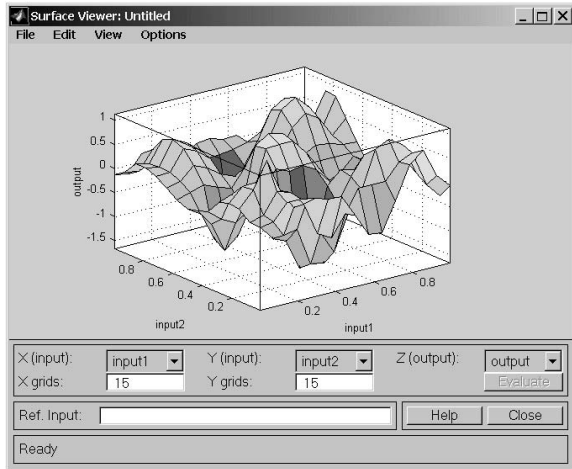 Surface Viewer: Untitled
File Edit View Options
1
0.5
0
-0.5
-1
-1.5
output
0.8
0.6
0.4
0.2
input2
0.2
0.4
0.6
0.8
input1
X (input): input1 Y (input): input2 Z (output): output
X grids: 15 Y grids: 15 Evaluate
Ref. Input: Help Close
Ready